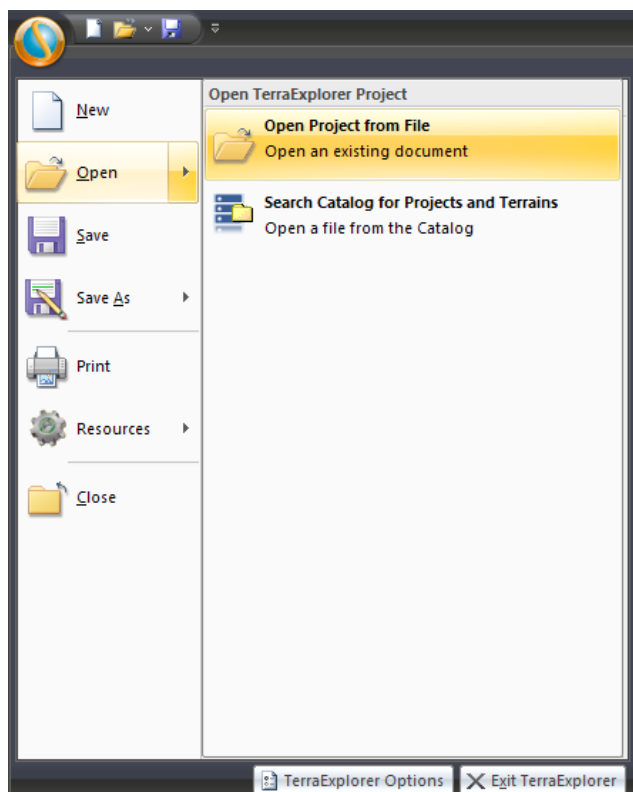 New
Open
Save
Save As
Print
Resources
Close
Open TerraExplorer Project
Open Project from File
Open an existing document
Search Catalog for Projects and Terrains
Open a file from the Catalog
TerraExplorer Options
Exit TerraExplorer